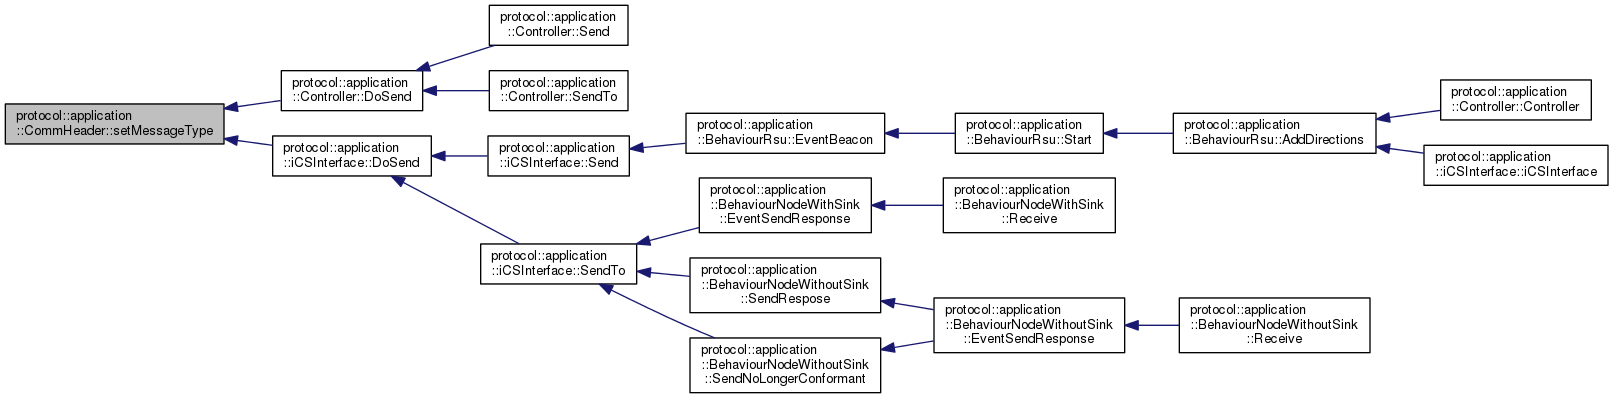 protocol::application
::CommHeader::setMessageType
protocol::application
::Controller::DoSend
protocol::application
::Controller::Send
protocol::application
::Controller::SendTo
protocol::application
::iCSInterface::DoSend
protocol::application
::iCSInterface::Send
protocol::application
::BehaviourRsu::EventBeacon
protocol::application
::BehaviourRsu::Start
protocol::application
::BehaviourRsu::AddDirections
protocol::application
::Controller::Controller
protocol::application
::iCSInterface::iCSInterface
protocol::application
::iCSInterface::SendTo
protocol::application
::BehaviourNodeWithSink
::EventSendResponse
protocol::application
::BehaviourNodeWithSink
::Receive
protocol::application
::BehaviourNodeWithoutSink
::SendRespose
protocol::application
::BehaviourNodeWithoutSink
::EventSendResponse
protocol::application
::BehaviourNodeWithoutSink
::Receive
protocol::application
::BehaviourNodeWithoutSink
::SendNoLongerConformant